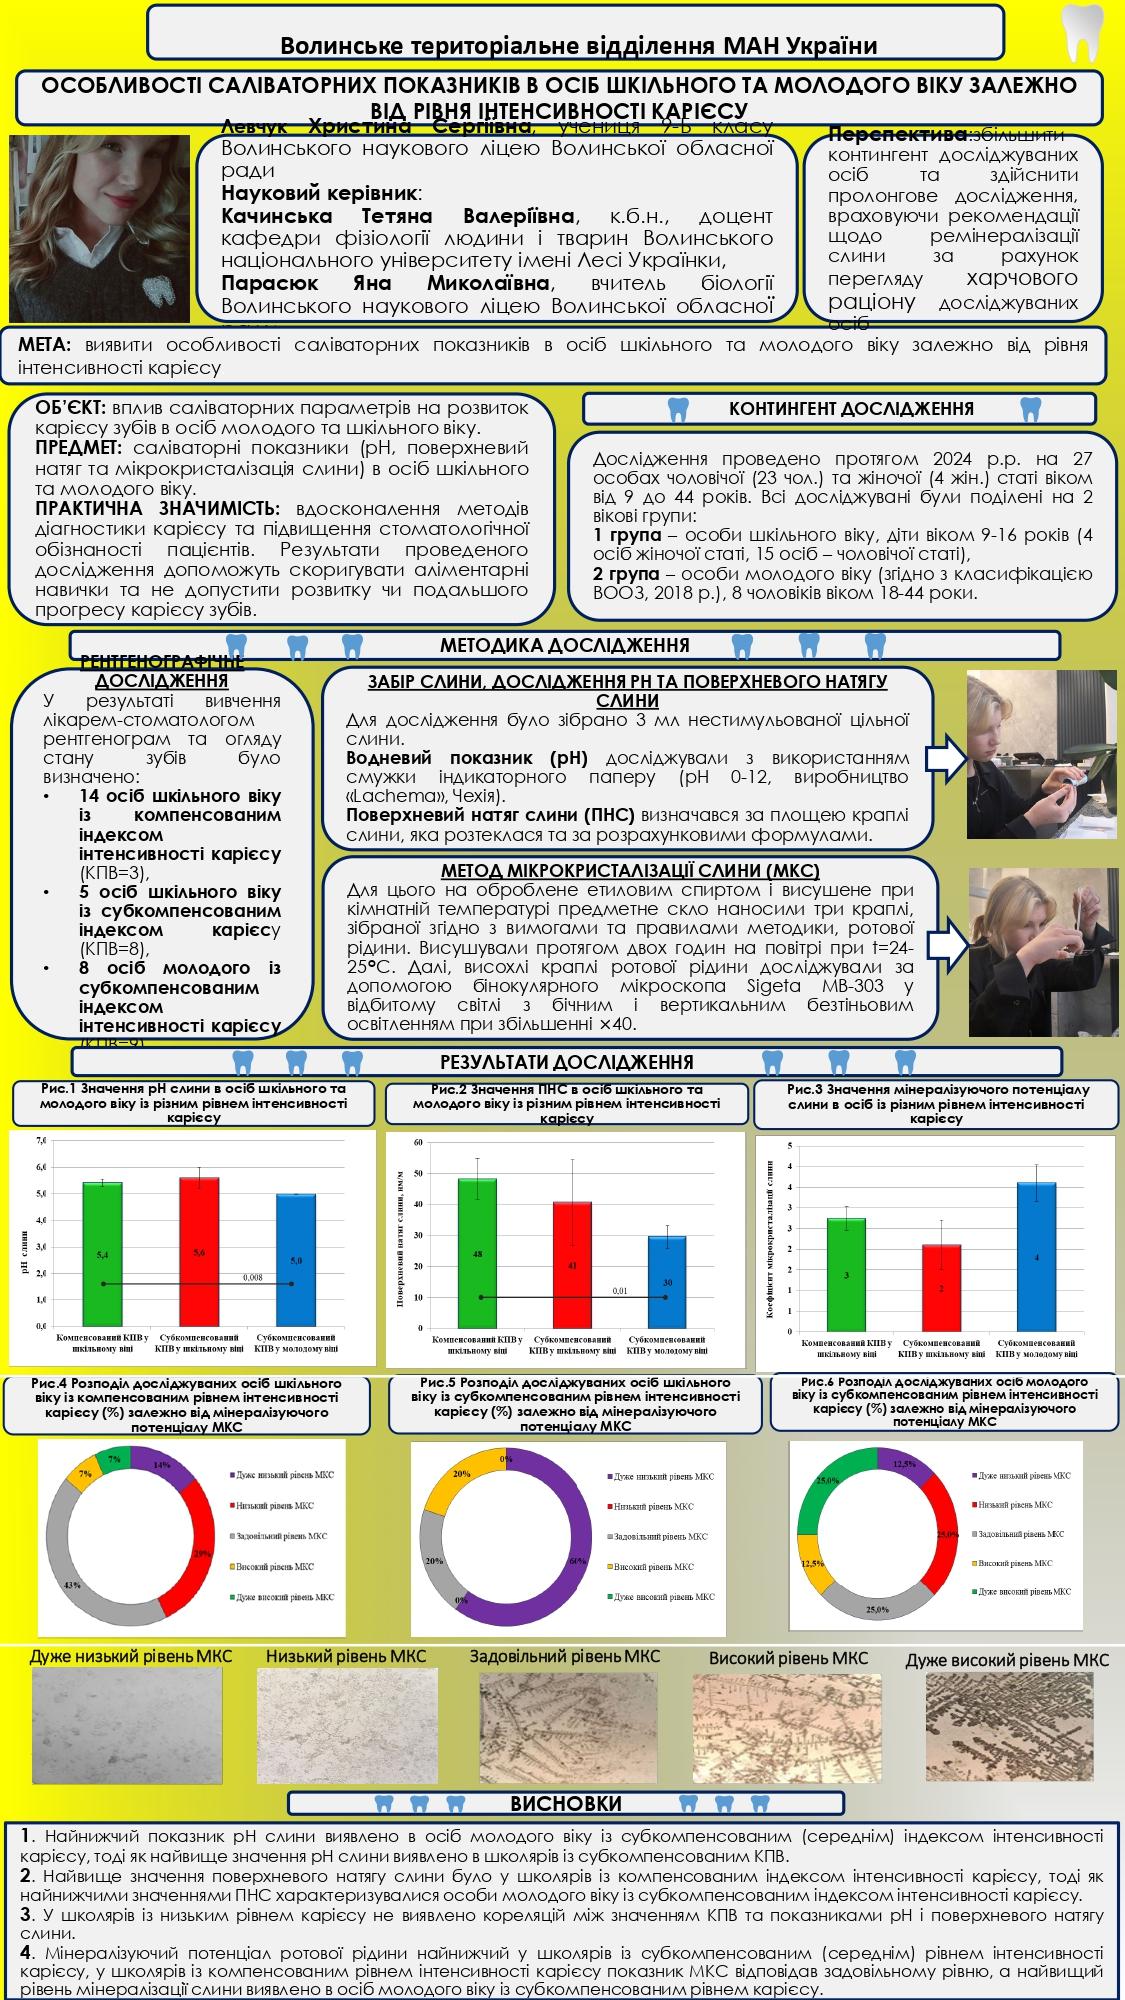 Волинське територіальне відділення МАН України
ОСОБЛИВОСТІ САЛІВАТОРНИХ ПОКАЗНИКІВ В ОСІБ ШКІЛЬНОГО ТА МОЛОДОГО ВІКУ ЗАЛЕЖНО
ВІД РІВНЯ ІНТЕНСИВНОСТІ КАРІЄСУ
Левчук Христина Сергіївна, учениця 9-Б класу
Волинського наукового ліцею Волинської обласної
ради
Науковий керівник:
Качинська Тетяна Валеріївна, к.б.н., доцент
кафедри фізіології людини і тварин Волинського
національного університету імені Лесі Українки,
Парасюк Яна Миколаївна, вчитель біології
Волинського наукового ліцею Волинської обласної
Перспектива:збільшити
контингент досліджуваних
осіб та здійснити
пролонгове дослідження,
враховуючи рекомендації
щодо ремінералізації
слини за рахунок
перегляду харчового
раціону досліджуваних
осіб
МЕТА: виявити особливості саліваторних показників в осіб шкільного та молодого віку залежно від рівня
інтенсивності карієсу
ОБ’ЄКТ: вплив саліваторних параметрів на розвиток
карієсу зубів в осіб молодого та шкільного віку.
ПРЕДМЕТ: саліваторні показники (рН, поверхневий
натяг та мікрокристалізація слини) в осіб шкільного
та молодого віку.
ПРАКТИЧНА ЗНАЧИМІСТЬ: вдосконалення методів
діагностики карієсу та підвищення стоматологічної
обізнаності пацієнтів. Результати проведеного
дослідження допоможуть скоригувати аліментарні
навички та не допустити розвитку чи подальшого
прогресу карієсу зубів.
КОНТИНГЕНТ ДОСЛІДЖЕННЯ
Дослідження проведено протягом 2024 р.р. на 27
особах чоловічої (23 чол.) та жіночої (4 жін.) статі віком
від 9 до 44 років. Всі досліджувані були поділені на 2
вікові групи:
1 група – особи шкільного віку, діти віком 9-16 років (4
осіб жіночої статі, 15 осіб – чоловічої статі),
2 група – особи молодого віку (згідно з класифікацією
ВООЗ, 2018 р.), 8 чоловіків віком 18-44 роки.
МЕТОДИКА ДОСЛІДЖЕННЯ
РЕНТГЕНОГРАФІЧНЕ
ДОСЛІДЖЕННЯ
У результаті вивчення
лікарем-стоматологом
рентгенограм та огляду
стану зубів було
визначено:
• 14 осіб шкільного віку
із компенсованим
індексом
інтенсивності карієсу
(КПВ=3),
• 5 осіб шкільного віку
із субкомпенсованим
індексом карієсу
(КПВ=8),
• 8 осіб молодого із
субкомпенсованим
індексом
інтенсивності карієсу
(КПВ=9)
ЗАБІР СЛИНИ, ДОСЛІДЖЕННЯ РН ТА ПОВЕРХНЕВОГО НАТЯГУ
СЛИНИ
Для дослідження було зібрано 3 мл нестимульованої цільної
слини.
Водневий показник (рН) досліджували з використанням
смужки індикаторного паперу (рН 0-12, виробництво
«Lachema», Чехія).
Поверхневий натяг слини (ПНС) визначався за площею краплі
слини, яка розтеклася та за розрахунковими формулами.
МЕТОД МІКРОКРИСТАЛІЗАЦІЇ СЛИНИ (МКС)
Для цього на оброблене етиловим спиртом і висушене при
кімнатній температурі предметне скло наносили три краплі,
зібраної згідно з вимогами та правилами методики, ротової
рідини. Висушували протягом двох годин на повітрі при t=24-
25°С. Далі, висохлі краплі ротової рідини досліджували за
допомогою бінокулярного мікроскопа Sigeta MB-303 у
відбитому світлі з бічним і вертикальним безтіньовим
освітленням при збільшенні ×40.
РЕЗУЛЬТАТИ ДОСЛІДЖЕННЯ
Рис.1 Значення рН слини в осіб шкільного та
молодого віку із різним рівнем інтенсивності
карієсу
Рис.2 Значення ПНС в осіб шкільного та
молодого віку із різним рівнем інтенсивності
карієсу
Рис.3 Значення мінералізуючого потенціалу
слини в осіб із різним рівнем інтенсивності
карієсу
рН слини
7,0
6,0
5,0
4,0
3,0
2,0
1,0
0,0
5,4
5,6
5,0
0,008
Компенсований КПВ у
шкільному віці
Субкомпенсований
КПВ у шкільному віці
Субкомпенсований
КПВ у молодому віці
Поверхневий натяг слини, нм/м
60
50
40
30
20
10
0
48
41
30
0,01
Компенсований КПВ у
шкільному віці
Субкомпенсований
КПВ у шкільному віці
Субкомпенсований
КПВ у молодому віці
Коефіцієнт мікрокристалізації слини
5
4
4
3
3
2
2
1
1
0
3
2
4
Компенсований КПВ у
шкільному віці
Субкомпенсований
КПВ у шкільному віці
Субкомпенсований
КПВ у молодому віці
Рис.4 Розподіл досліджуваних осіб шкільного
віку із компенсованим рівнем інтенсивності
карієсу (%) залежно від мінералізуючого
потенціалу МКС
Рис.5 Розподіл досліджуваних осіб шкільного
віку із субкомпенсованим рівнем інтенсивності
карієсу (%) залежно від мінералізуючого
потенціалу МКС
Рис.6 Розподіл досліджуваних осіб молодого
віку із субкомпенсованим рівнем інтенсивності
карієсу (%) залежно від мінералізуючого
потенціалу МКС
14%
29%
43%
7%
7%
Дуже низький рівень МКС
Низький рівень МКС
Задовільний рівень МКС
Високий рівень МКС
Дуже високий рівень МКС
0%
60%
0%
20%
20%
Дуже низький рівень МКС
Низький рівень МКС
Задовільний рівень МКС
Високий рівень МКС
Дуже високий рівень МКС
12,5%
25,0%
25,0%
12,5%
25,0%
Дуже низький рівень МКС
Низький рівень МКС
Задовільний рівень МКС
Високий рівень МКС
Дуже високий рівень МКС
Дуже низький рівень МКС
Низький рівень МКС
Задовільний рівень МКС
Високий рівень МКС
Дуже високий рівень МКС
ВИСНОВКИ
1. Найнижчий показник рН слини виявлено в осіб молодого віку із субкомпенсованим (середнім) індексом інтенсивності
карієсу, тоді як найвище значення рН слини виявлено в школярів із субкомпенсованим КПВ.
2. Найвище значення поверхневого натягу слини було у школярів із компенсованим індексом інтенсивності карієсу, тоді як
найнижчими значеннями ПНС характеризувалися особи молодого віку із субкомпенсованим індексом інтенсивності карієсу.
3. У школярів із низьким рівнем карієсу не виявлено кореляцій між значенням КПВ та показниками рН і поверхневого натягу
слини.
4. Мінералізуючий потенціал ротової рідини найнижчий у школярів із субкомпенсованим (середнім) рівнем інтенсивності
карієсу, у школярів із компенсованим рівнем інтенсивності карієсу показник МКС відповідав задовільному рівню, а найвищий
рівень мінералізації слини виявлено в осіб молодого віку із субкомпенсованим рівнем карієсу.